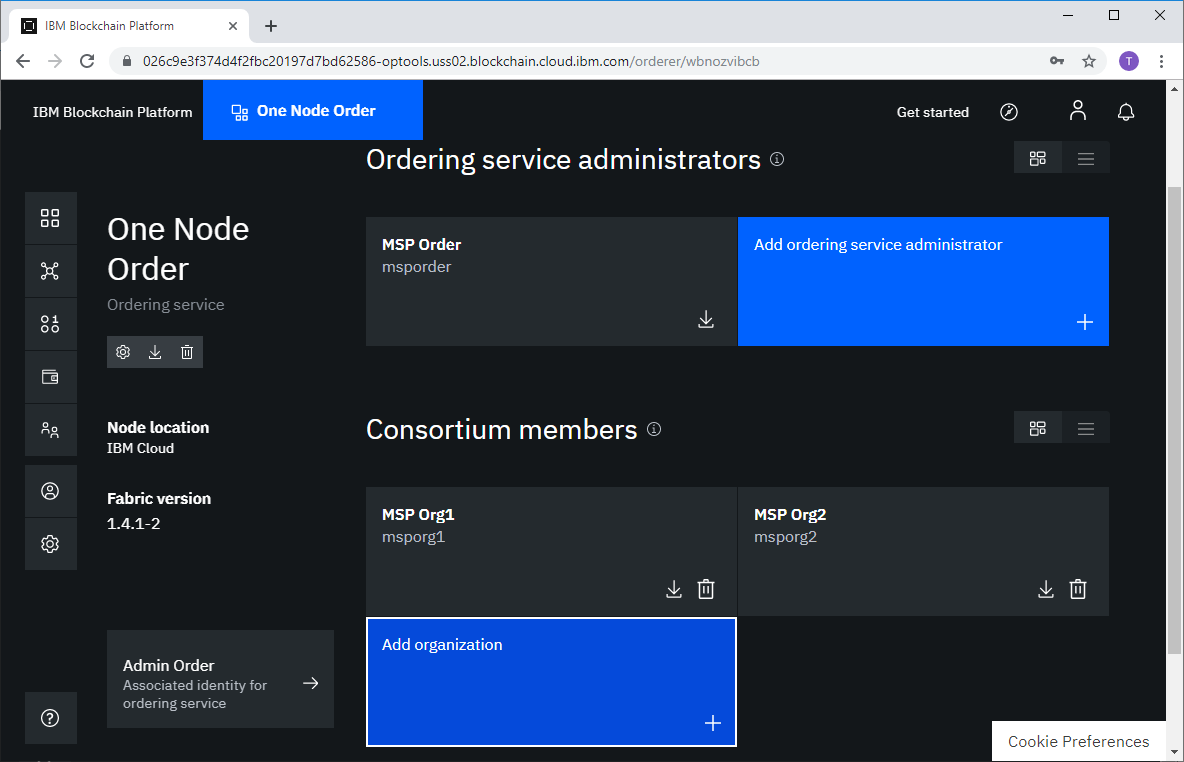 IBM Blockchain Platform
026c9e3f374d4f2fbc20197d7bd62586-optools.uss02.blockchain.cloud.ibm.com/orderer/wbnozvibcb
T
IBM Blockchain Platform
One Node Order
Get started
Ordering service administrators
One Node
Order
Ordering service
MSP Order
msporder
Add ordering service administrator
Node location
IBM Cloud
Fabric version
1.4.1-2
Consortium members
MSP Org1
msporg1
MSP Org2
msporg2
Add organization
Admin Order
Associated identity for
ordering service
Cookie Preferences